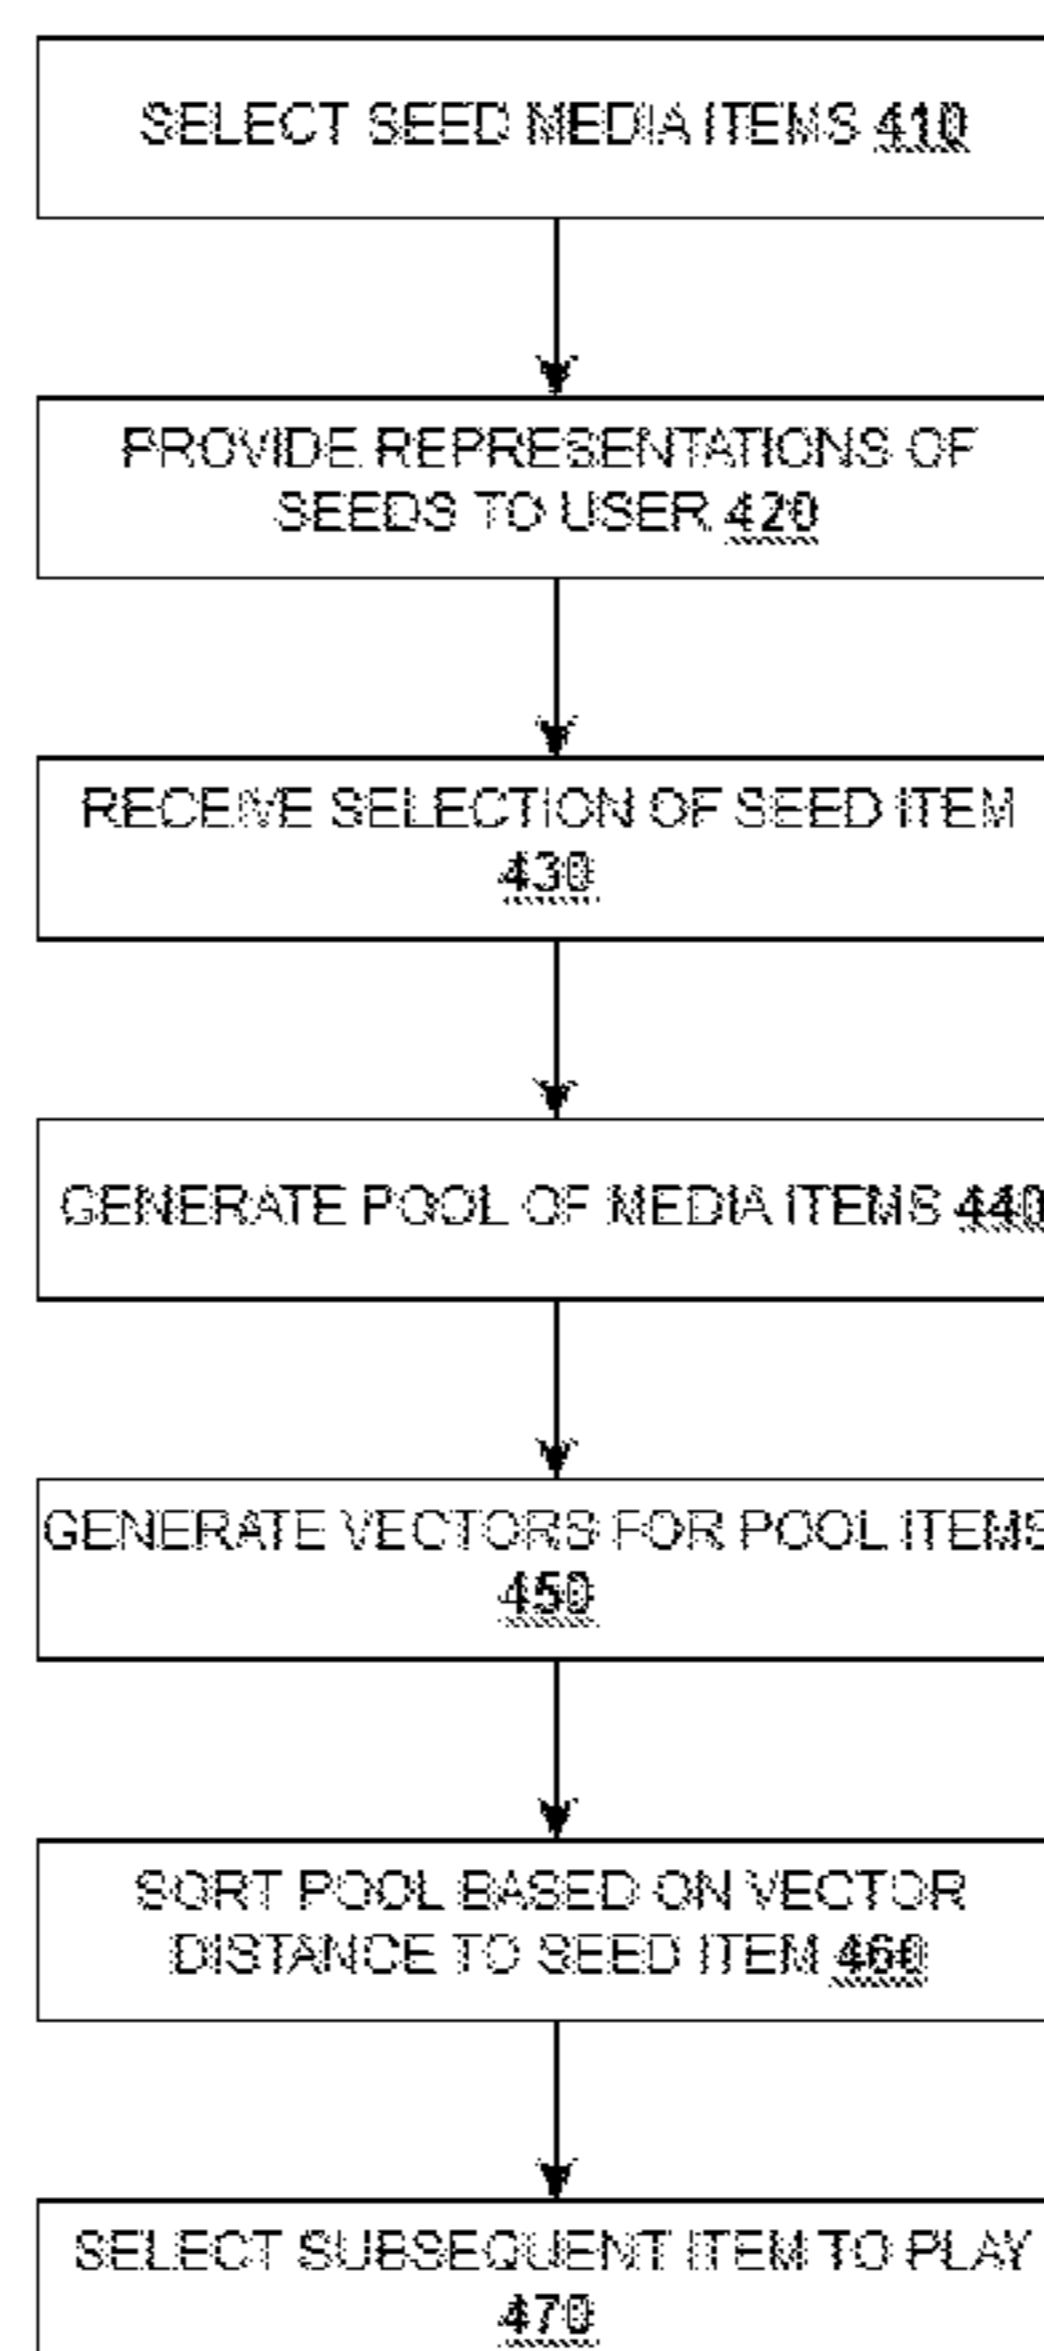 SELECT SEED MEDIA ITEMS 410
PROVIDE REPRESENTATIONS OF
SEEDS TO USER 420
RECEIVE SELECTION OF SEED ITEM
430
GENERATE POOL OF MEDIA ITEMS 440
GENERATE VECTORS FOR POOL ITEMS
450
SORT POOL BASED ON VECTOR
DISTANCE TO SEED ITEM 460
SELECT SUBSEQUENT ITEM TO PLAY
470